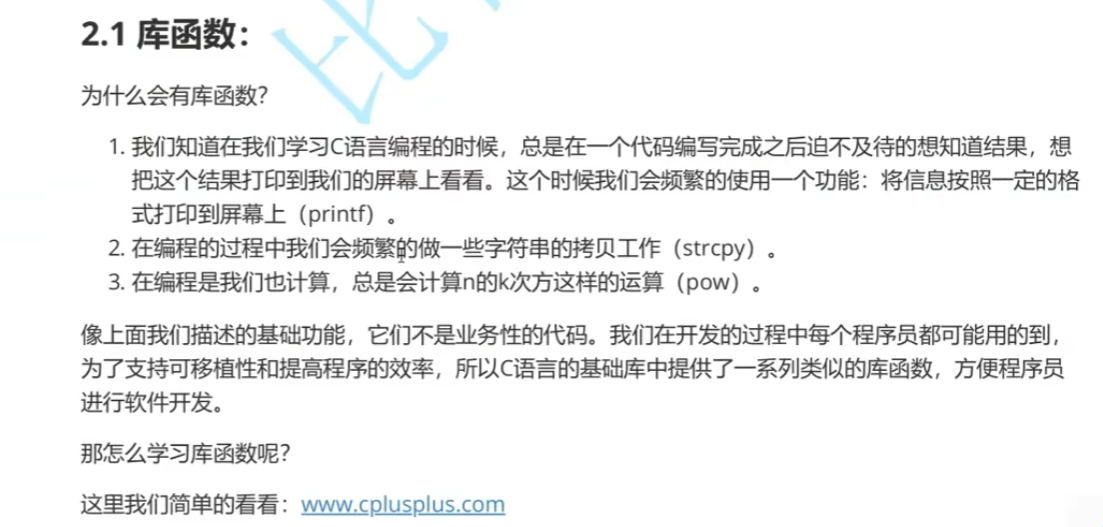 2.1 库函数：
为什么会有库函数？
1. 我们知道在我们学习C语言编程的时候，总是在一个代码编写完成之后迫不及待的想知道结果，想
把这个结果打印到我们的屏幕上看看。这个时候我们会频繁的使用一个功能：将信息按照一定的格
式打印到屏幕上（printf）。
2. 在编程的过程中我们会频繁的做一些字符串的拷贝工作（strcpy）。
3. 在编程是我们也计算，总是会计算n的k次方这样的运算（pow）。
像上面我们描述的基础功能，它们不是业务性的代码。我们在开发的过程中每个程序员都可能用的到，
为了支持可移植性和提高程序的效率，所以C语言的基础库中提供了一系列类似的库函数，方便程序员
进行软件开发。
那怎么学习库函数呢？
这里我们简单的看看：www.cplusplus.com